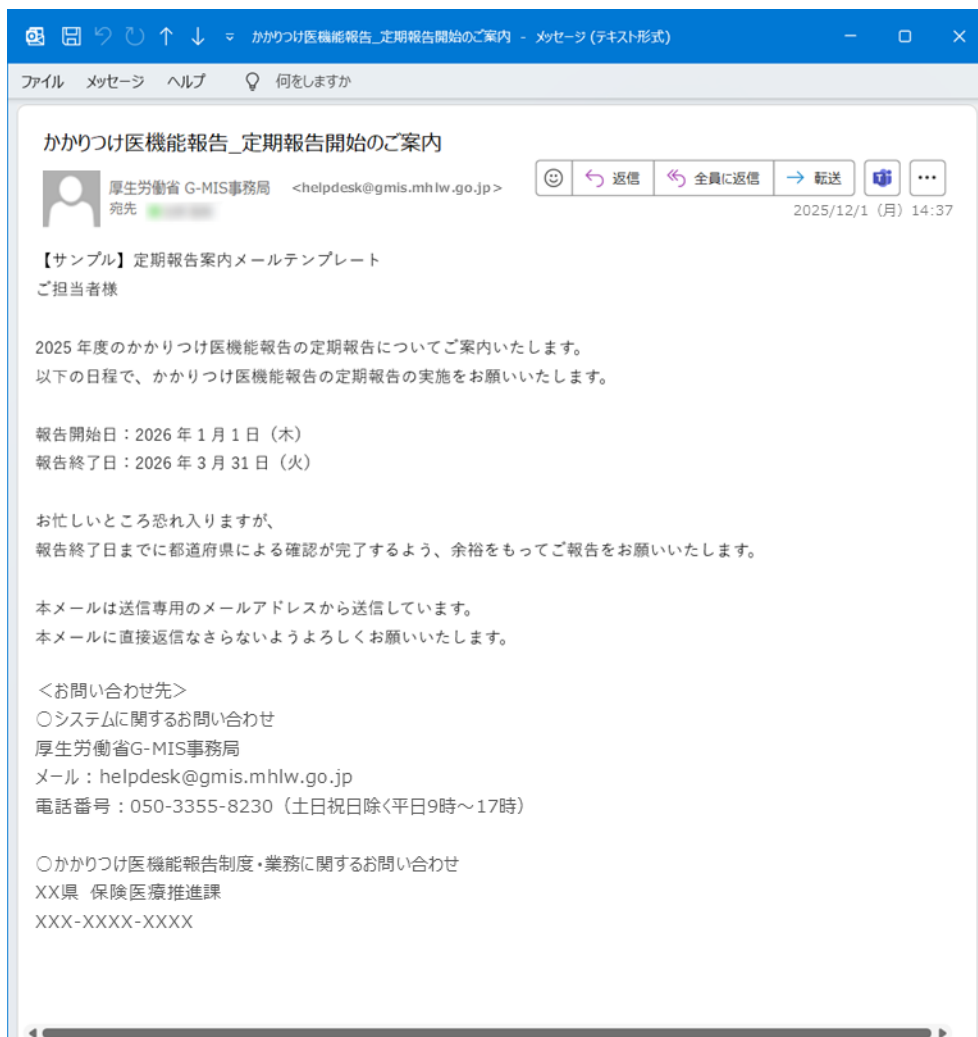 かかりつけ医機能報告_定期報告開始のご案内 - メッセージ (テキスト形式)
ファイル メッセージ ヘルプ 何をしますか
かかりつけ医機能報告_定期報告開始のご案内
厚生労働省 G-MIS事務局 <helpdesk@gmis.mhlw.go.jp>
宛先
返信 全員に返信 転送
2025/12/1 (月) 14:37
【サンプル】定期報告案内メールテンプレート
ご担当者様
2025 年度のかかりつけ医機能報告の定期報告についてご案内いたします。
以下の日程で、かかりつけ医機能報告の定期報告の実施をお願いいたします。
報告開始日：2026 年 1 月 1 日（木）
報告終了日：2026 年 3 月 31 日（火）
お忙しいところ恐れ入りますが、
報告終了日までに都道府県による確認が完了するよう、余裕をもってご報告をお願いいたします。
本メールは送信専用のメールアドレスから送信しています。
本メールに直接返信なさらないようよろしくお願いいたします。
＜お問い合わせ先＞
○システムに関するお問い合わせ
厚生労働省G-MIS事務局
メール：helpdesk@gmis.mhlw.go.jp
電話番号：050-3355-8230（土日祝日除く平日9時～17時）
○かかりつけ医機能報告制度・業務に関するお問い合わせ
XX県 保険医療推進課
XXX-XXXX-XXXX